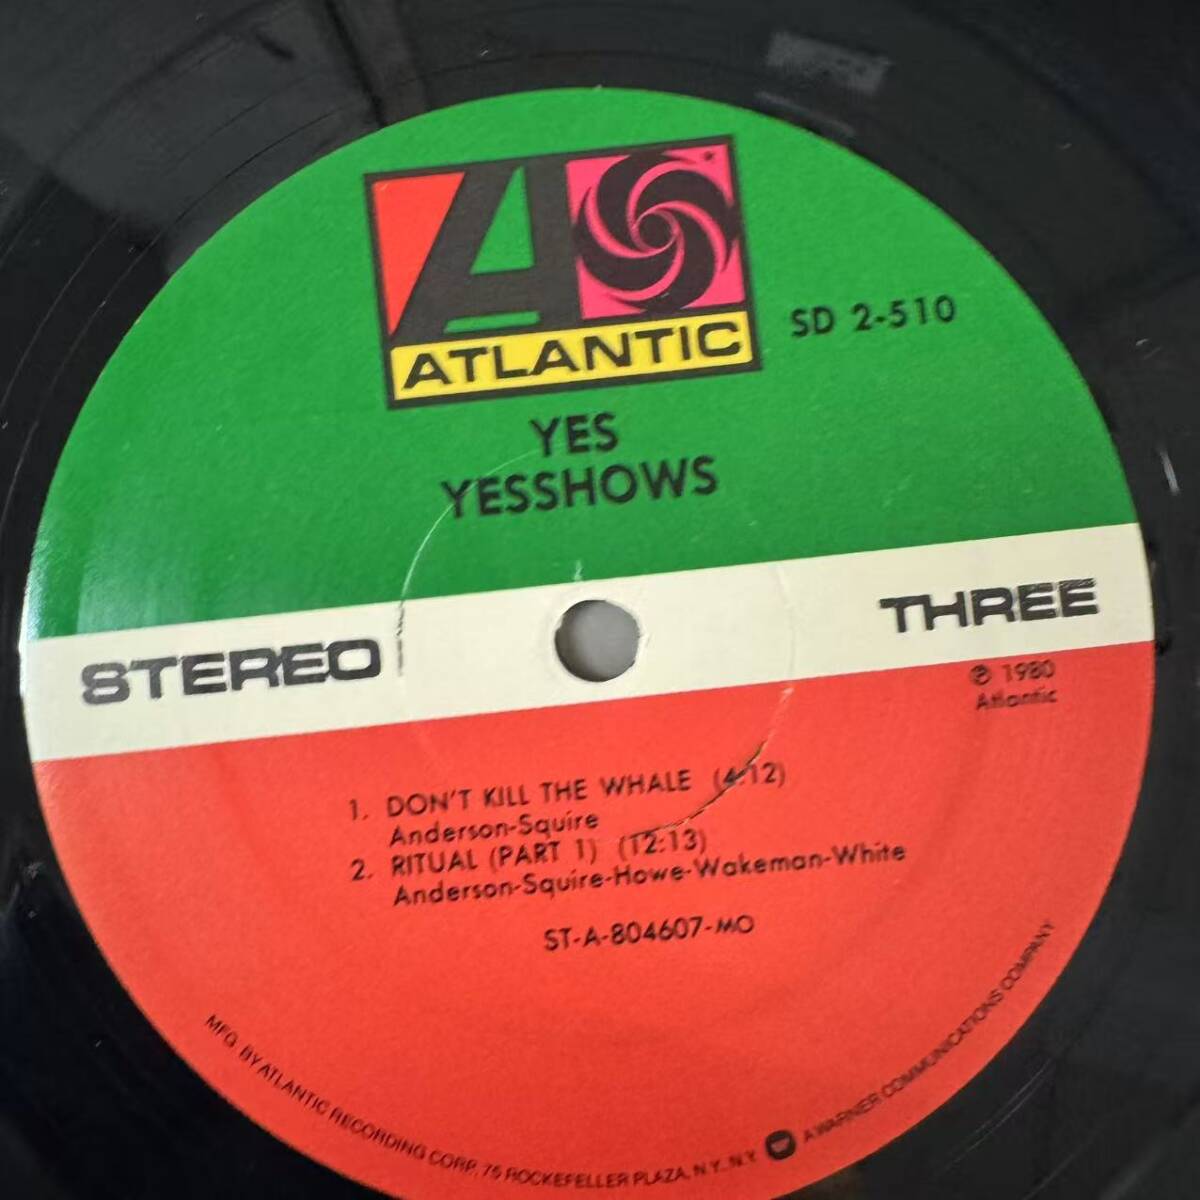 ATLANTIC
SD 2-510
YES
YESSHOWS
STEREO
THREE
℗ 1980
Atlantic
1. DON'T KILL THE WHALE (4:12)
Anderson-Squire
2. RITUAL (PART 1) (12:13)
Anderson-Squire-Howe-Wakeman-White
ST-A-804607-MO
MFG. BY ATLANTIC RECORDING CORP., 75 ROCKEFELLER PLAZA, N.Y., N.Y. A WARNER COMMUNICATIONS COMPANY